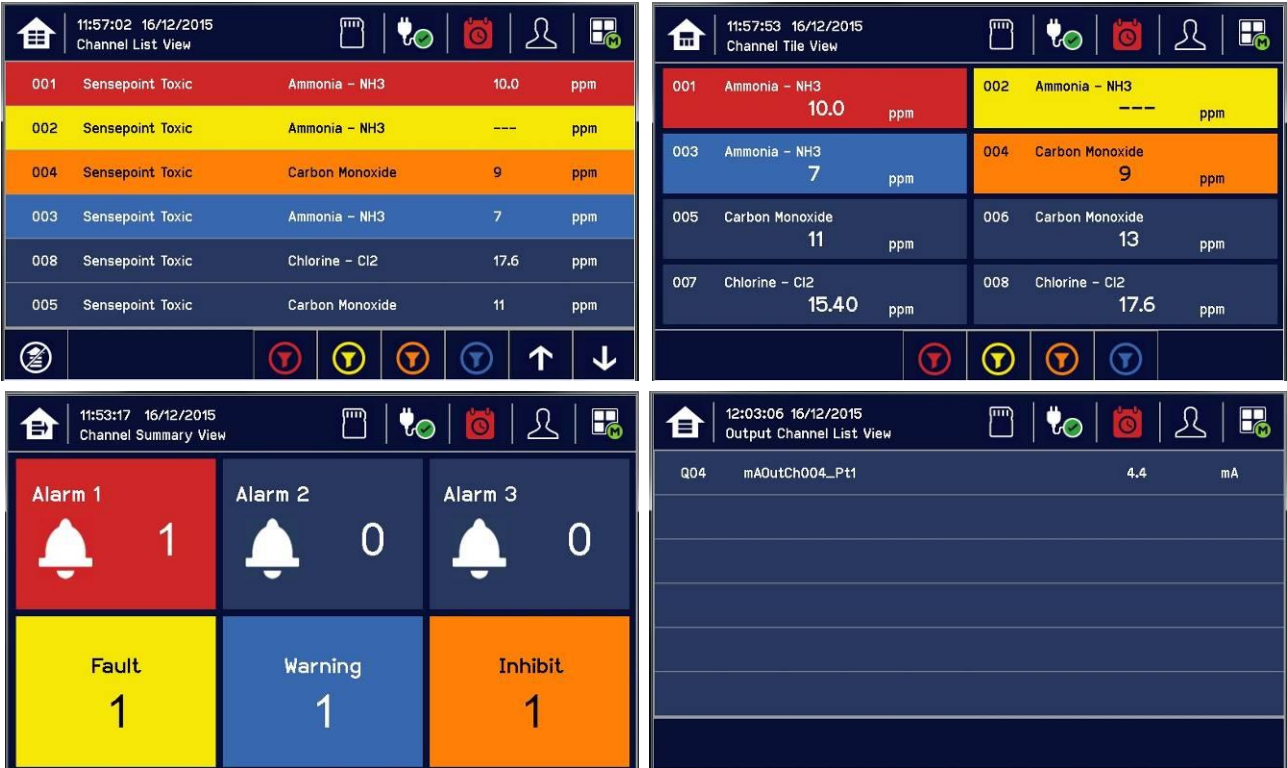 11:57:02 16/12/2015
Channel List View
M
001 Sensepoint Toxic Ammonia - NH3 10.0 ppm
002 Sensepoint Toxic Ammonia - NH3 --- ppm
004 Sensepoint Toxic Carbon Monoxide 9 ppm
003 Sensepoint Toxic Ammonia - NH3 7 ppm
008 Sensepoint Toxic Chlorine - Cl2 17.6 ppm
005 Sensepoint Toxic Carbon Monoxide 11 ppm
11:57:53 16/12/2015
Channel Tile View
M
001 Ammonia - NH3
10.0 ppm
002 Ammonia - NH3
--- ppm
003 Ammonia - NH3
7 ppm
004 Carbon Monoxide
9 ppm
005 Carbon Monoxide
11 ppm
006 Carbon Monoxide
13 ppm
007 Chlorine - Cl2
15.40 ppm
008 Chlorine - Cl2
17.6 ppm
11:53:17 16/12/2015
Channel Summary View
M
Alarm 1
1
Alarm 2
0
Alarm 3
0
Fault
1
Warning
1
Inhibit
1
12:03:06 16/12/2015
Output Channel List View
M
Q04 mAOutCh004_Pt1 4.4 mA